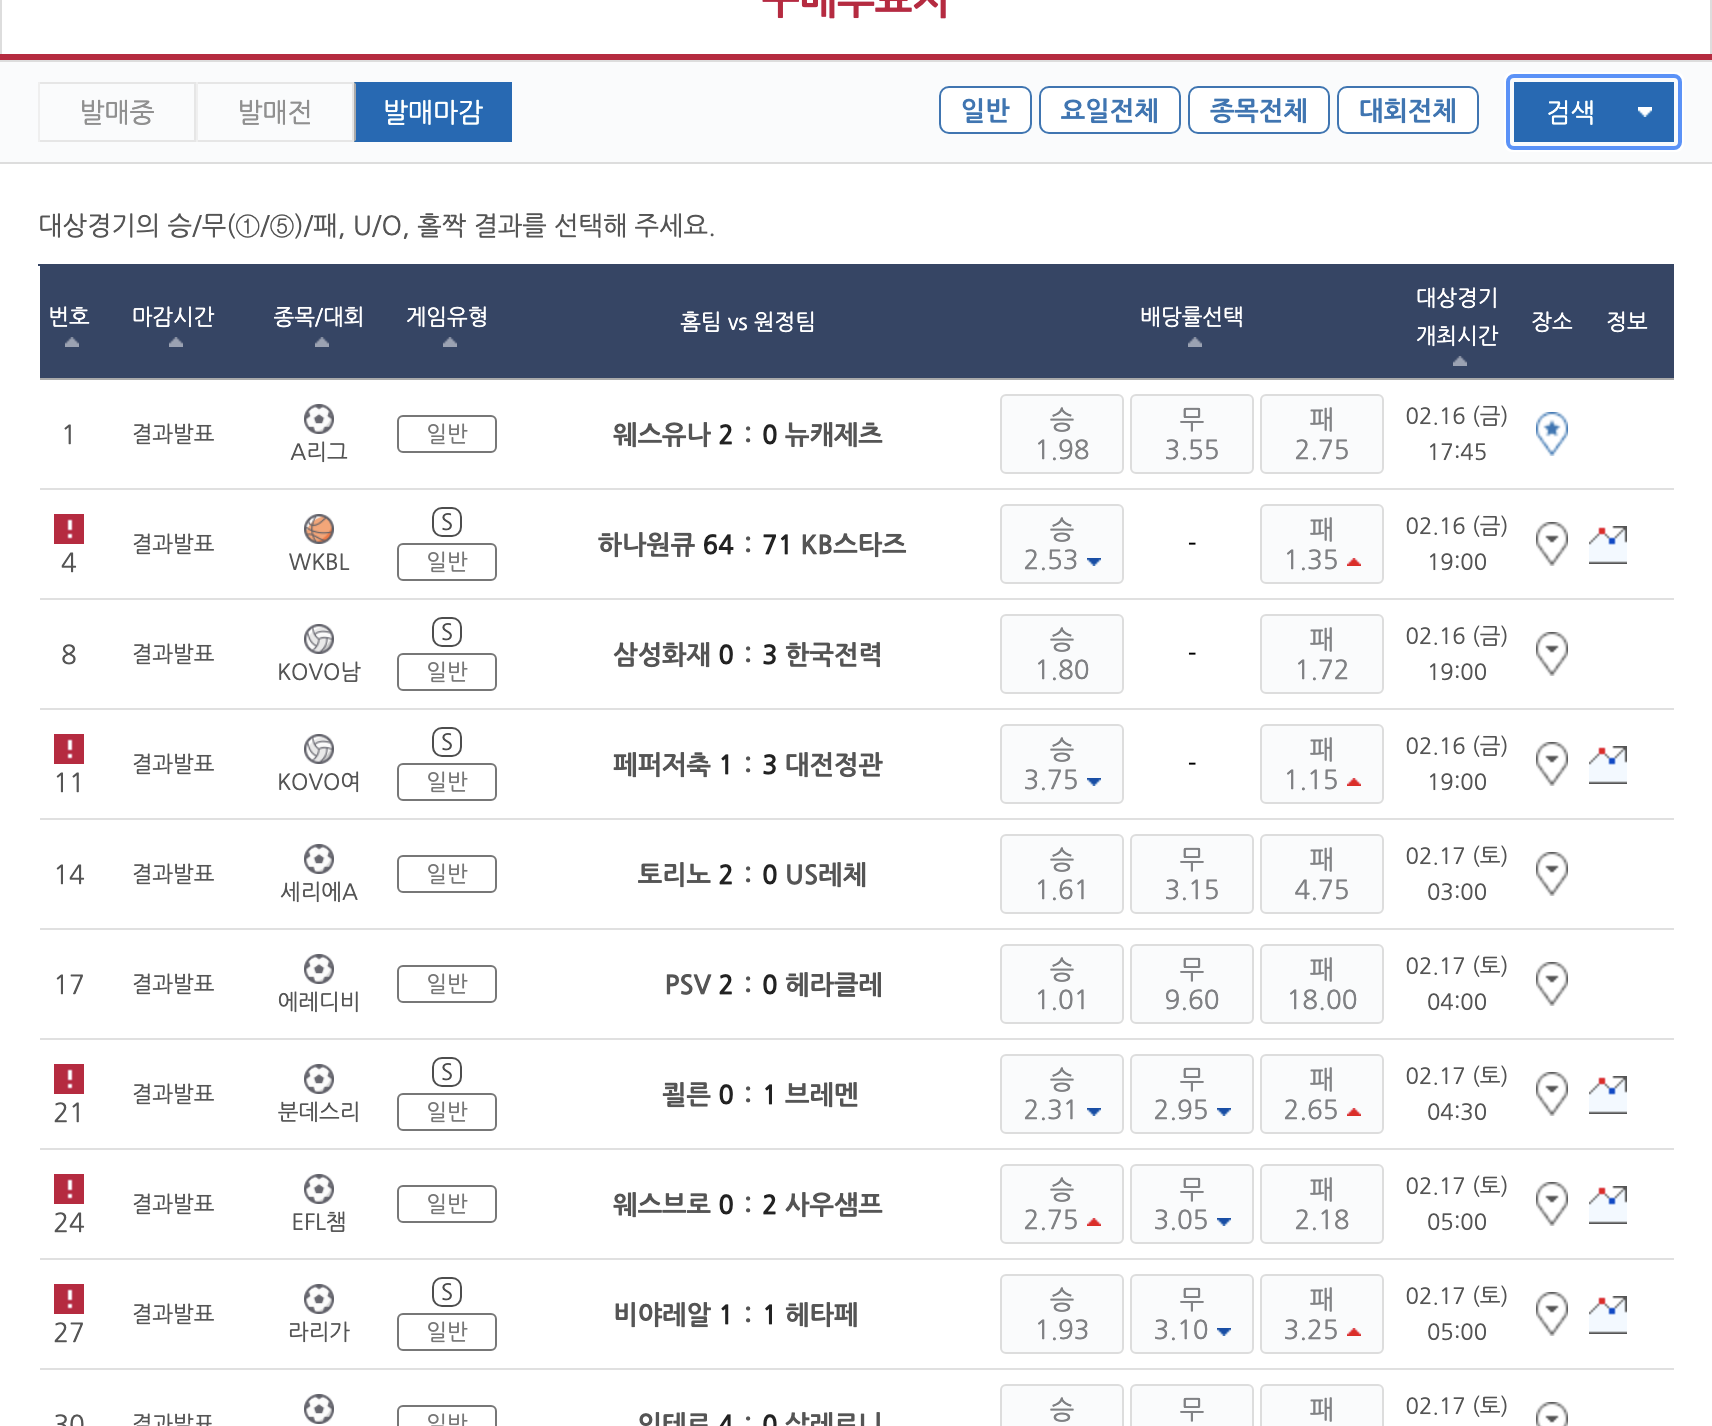 구매투표지
발매중 발매전 발매마감 일반 요일전체 종목전체 대회전체 검색
대상경기의 승/무(①/⑤)/패, U/O, 홀짝 결과를 선택해 주세요.
번호 마감시간 종목/대회 게임유형 홈팀 vs 원정팀 배당률선택 대상경기 개최시간 장소 정보
1 결과발표 A리그 일반 웨스유나 2 : 0 뉴캐제츠 승 1.98 무 3.55 패 2.75 02.16 (금) 17:45
! 4 결과발표 WKBL S 일반 하나원큐 64 : 71 KB스타즈 승 2.53 - 패 1.35 02.16 (금) 19:00
8 결과발표 KOVO남 S 일반 삼성화재 0 : 3 한국전력 승 1.80 - 패 1.72 02.16 (금) 19:00
! 11 결과발표 KOVO여 S 일반 페퍼저축 1 : 3 대전정관 승 3.75 - 패 1.15 02.16 (금) 19:00
14 결과발표 세리에A 일반 토리노 2 : 0 US레체 승 1.61 무 3.15 패 4.75 02.17 (토) 03:00
17 결과발표 에레디비 일반 PSV 2 : 0 헤라클레 승 1.01 무 9.60 패 18.00 02.17 (토) 04:00
! 21 결과발표 분데스리 S 일반 쾰른 0 : 1 브레멘 승 2.31 무 2.95 패 2.65 02.17 (토) 04:30
! 24 결과발표 EFL챔 일반 웨스브로 0 : 2 사우샘프 승 2.75 무 3.05 패 2.18 02.17 (토) 05:00
! 27 결과발표 라리가 S 일반 비야레알 1 : 1 헤타페 승 1.93 무 3.10 패 3.25 02.17 (토) 05:00
30 결과발표 일반 인테르 4 : 0 살레르니 승 무 패 02.17 (토)